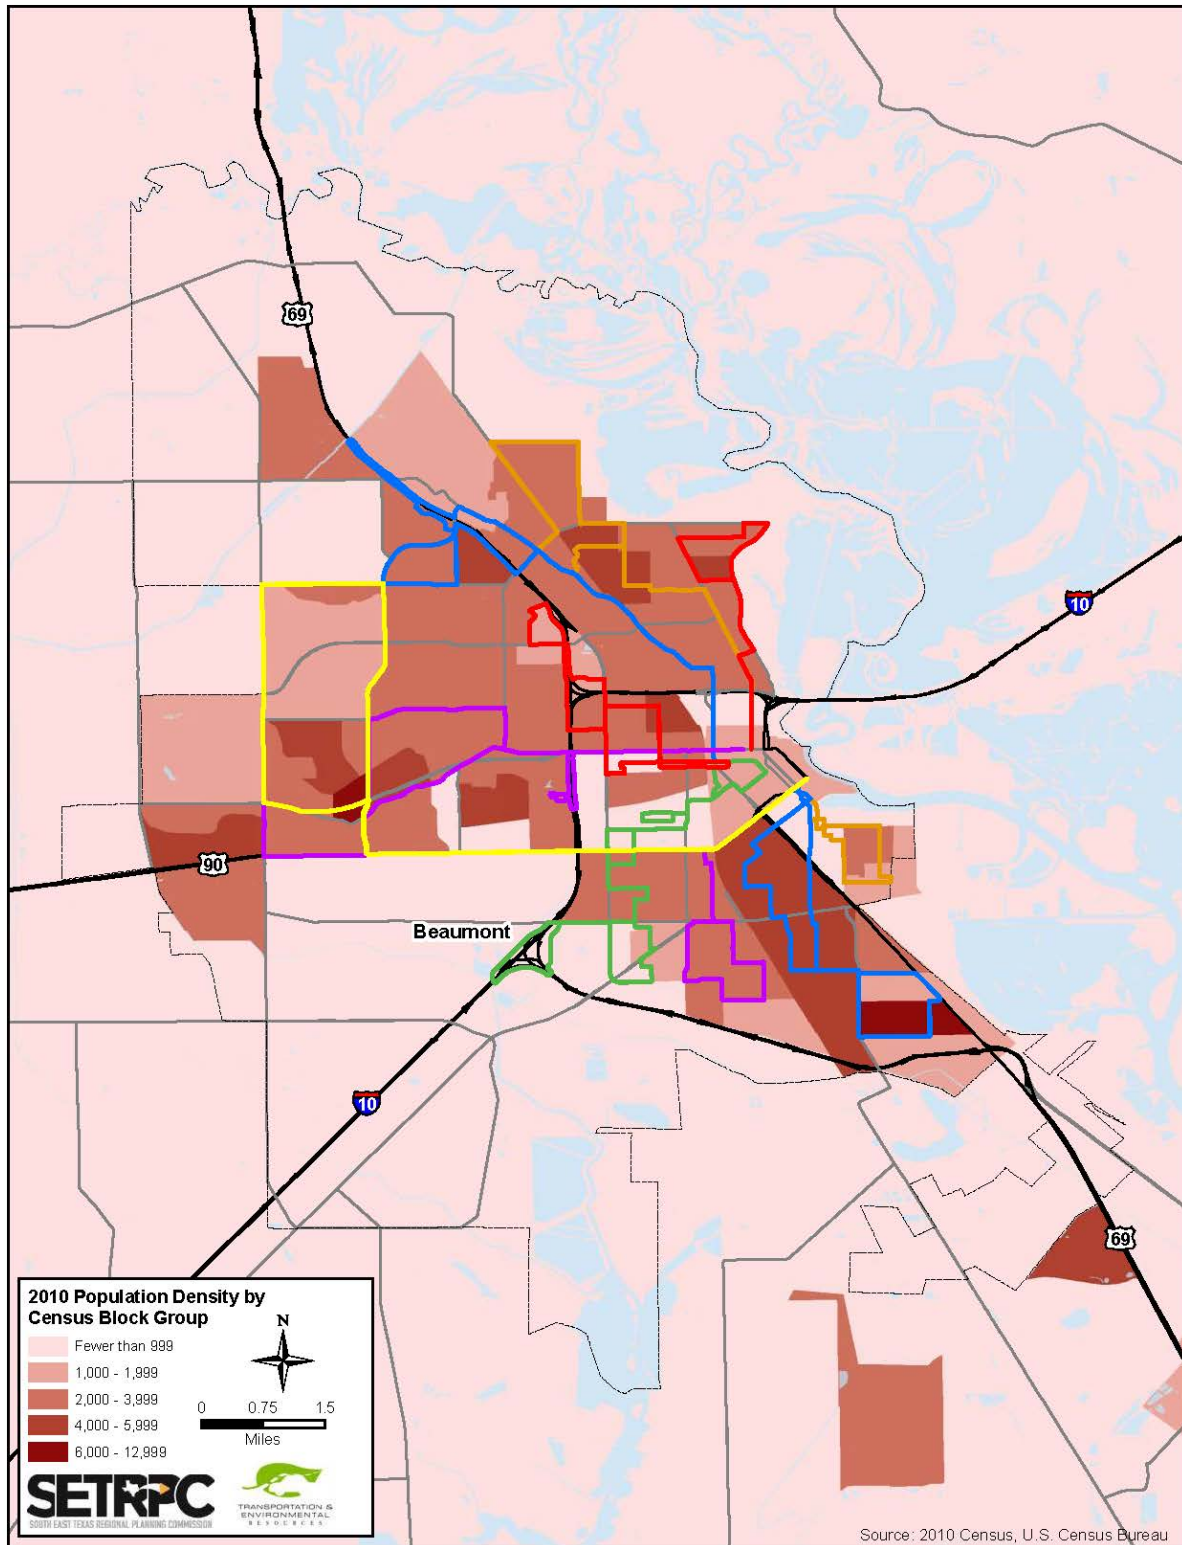 69
10
90
Beaumont
10
69
2010 Population Density by
Census Block Group
N
Fewer than 999
1,000 - 1,999
2,000 - 3,999
4,000 - 5,999
6,000 - 12,999
0 0.75 1.5
Miles
SETRPC
SOUTH EAST TEXAS REGIONAL PLANNING COMMISSION
TRANSPORTATION &
ENVIRONMENTAL
RESOURCES
Source: 2010 Census, U.S. Census Bureau